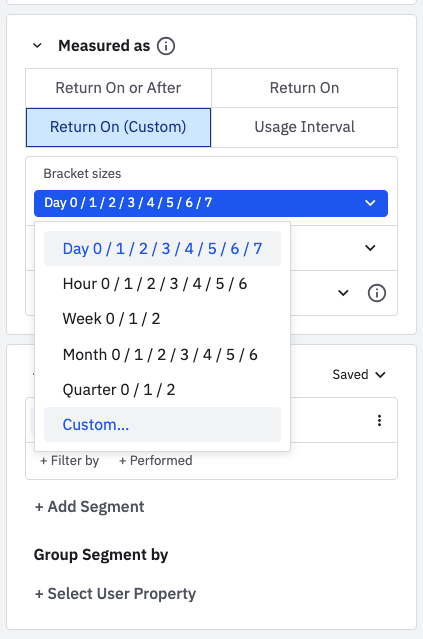 Measured as
Return On or After
Return On
Return On (Custom)
Usage Interval
Bracket sizes
Day 0 / 1 / 2 / 3 / 4 / 5 / 6 / 7
Day 0 / 1 / 2 / 3 / 4 / 5 / 6 / 7
Hour 0 / 1 / 2 / 3 / 4 / 5 / 6
Week 0 / 1 / 2
Month 0 / 1 / 2 / 3 / 4 / 5 / 6
Quarter 0 / 1 / 2
Custom...
Saved
+ Filter by + Performed
+ Add Segment
Group Segment by
+ Select User Property